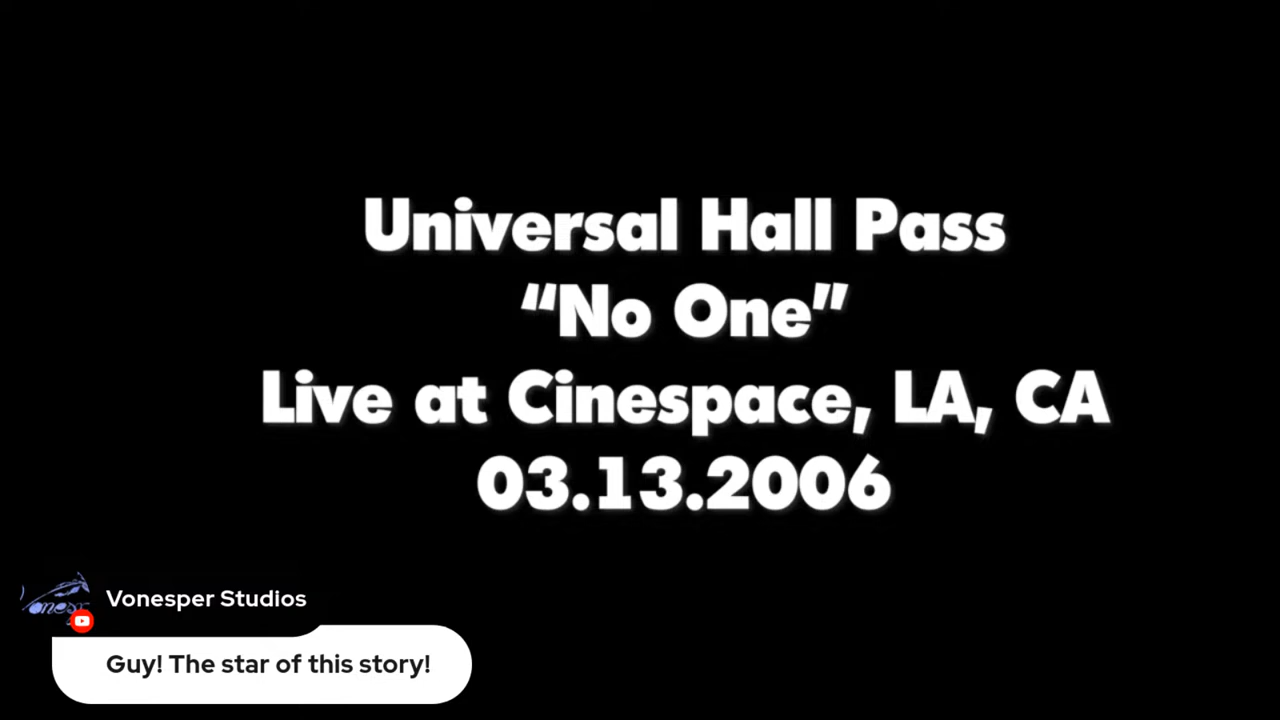 Universal Hall Pass
“No One”
Live at Cinespace, LA, CA
03.13.2006
Vonesper Studios
Guy! The star of this story!